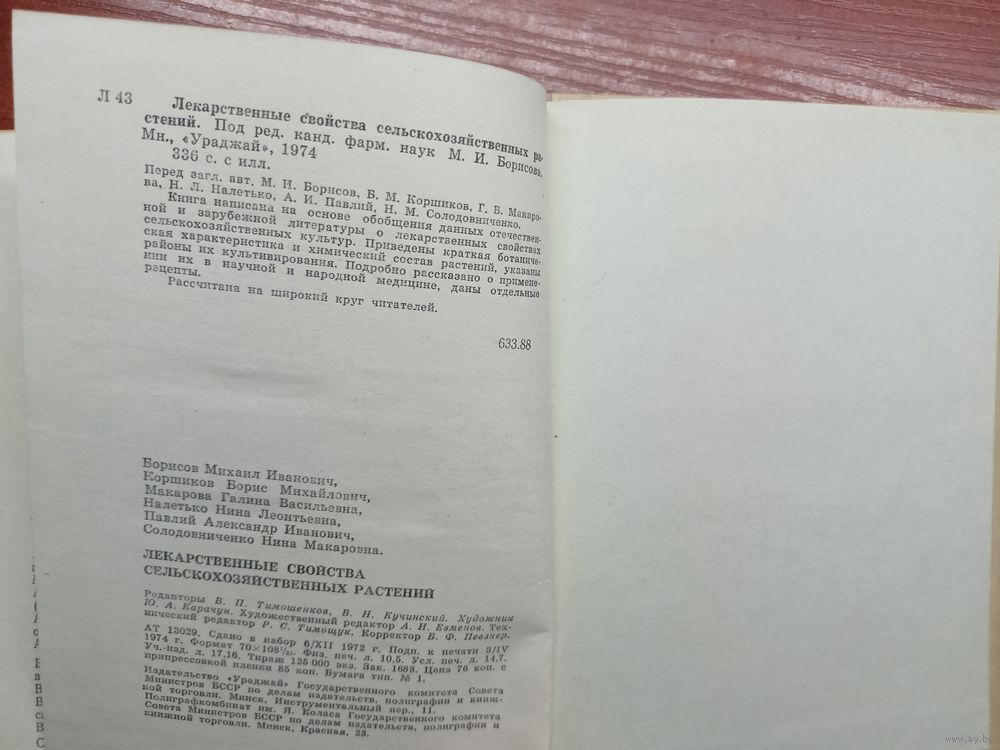 Л 43
Лекарственные свойства сельскохозяйственных ра-
стений. Под ред. канд. фарм. наук М. И. Борисова.
Мн., «Ураджай», 1974
336 с. с илл.
Перед загл. авт. М. И. Борисов, Б. М. Коршиков, Г. В. Макаро-
ва, Н. Л. Налетько, А. И. Павлий, Н. М. Солодовниченко.
Книга написана на основе обобщения данных отечествен-
ной и зарубежной литературы о лекарственных свойствах
сельскохозяйственных культур. Приведены краткая ботаниче-
ская характеристика и химический состав растений, указаны
районы их культивирования. Подробно рассказано о примене-
нии их в научной и народной медицине, даны отдельные
рецепты.
Рассчитана на широкий круг читателей.
633.88
Борисов Михаил Иванович,
Коршиков Борис Михайлович,
Макарова Галина Васильевна,
Налетько Нина Леонтьевна,
Павлий Александр Иванович,
Солодовниченко Нина Макаровна.
ЛЕКАРСТВЕННЫЕ СВОЙСТВА
СЕЛЬСКОХОЗЯЙСТВЕННЫХ РАСТЕНИЙ
Редакторы В. П. Тимошенков, В. Н. Кучинский. Художник
Ю. А. Карачун. Художественный редактор А. Н. Евменов. Тех-
нический редактор Р. С. Тимощук, Корректор Б. Ф. Певзнер.
АТ 13029. Сдано в набор 6/XII 1972 г. Подп. к печати 3/IV
1974 г. Формат 70×108¹/₃₂. Физ. печ. л. 10,5. Усл. печ. л. 14,7.
Уч.-изд. л. 17,16. Тираж 125 000 экз. Зак. 1683. Цена 76 коп. с
припрессовкой пленки 85 коп. Бумага тип. № 1.
Издательство «Ураджай» Государственного комитета Совета
Министров БССР по делам издательств, полиграфии и книж-
ной торговли. Минск, Инструментальный пер., 11.
Полиграфкомбинат им. Я. Коласа Государственного комитета
Совета Министров БССР по делам издательств, полиграфии и
книжной торговли. Минск, Красная, 23.
www.ay.by